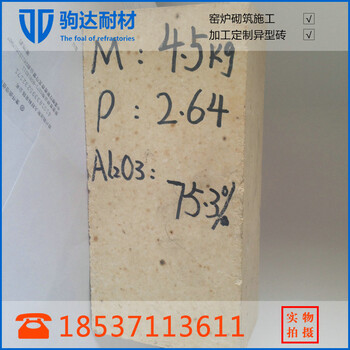 驹达耐材
The foal of refractories
窑炉砌筑施工
加工定制异型砖
M：4.5kg
P：2.64
Al2O3：
75.3%
实物
拍摄
18537113611